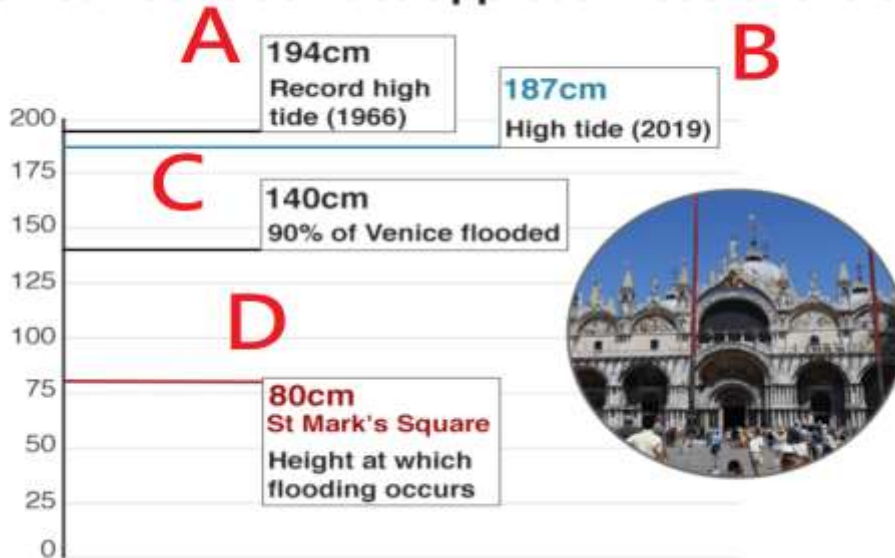 A
194cm
Record high
tide (1966)
B
187cm
High tide (2019)
C
140cm
90% of Venice flooded
D
80cm
St Mark's Square
Height at which
flooding occurs
200
175
150
125
100
75
50
25
0